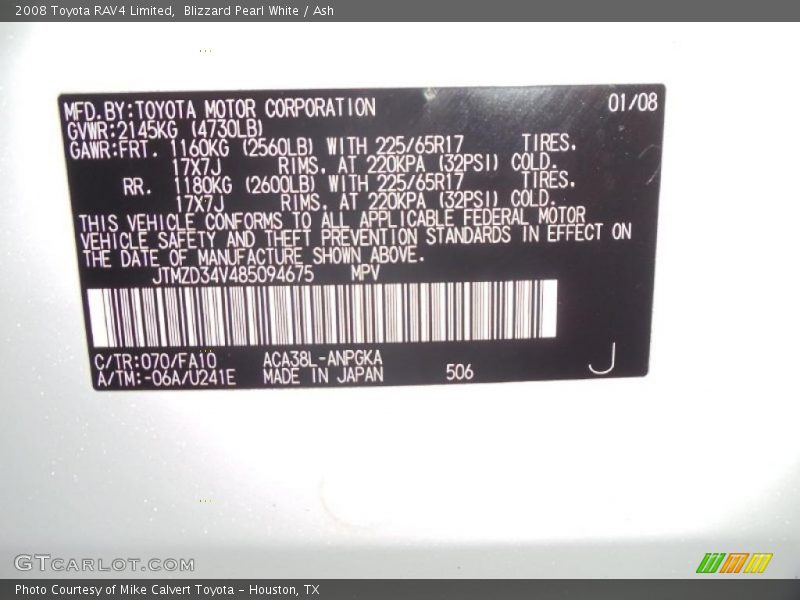 2008 Toyota RAV4 Limited,  Blizzard Pearl White / Ash
MFD.BY:TOYOTA MOTOR CORPORATION 01/08
GVWR:2145KG (4730LB)
GAWR:FRT. 1160KG (2560LB) WITH 225/65R17 TIRES.
17X7J RIMS, AT 220KPA (32PSI) COLD.
RR. 1180KG (2600LB) WITH 225/65R17 TIRES.
17X7J RIMS, AT 220KPA (32PSI) COLD.
THIS VEHICLE CONFORMS TO ALL APPLICABLE FEDERAL MOTOR
VEHICLE SAFETY AND THEFT PREVENTION STANDARDS IN EFFECT ON
THE DATE OF MANUFACTURE SHOWN ABOVE.
JTMZD34V485094675 MPV
C/TR:070/FA10 ACA38L-ANPGKA
A/TM:-06A/U241E MADE IN JAPAN 506 J
GTCARLOT.COM
Photo Courtesy of Mike Calvert Toyota - Houston, TX